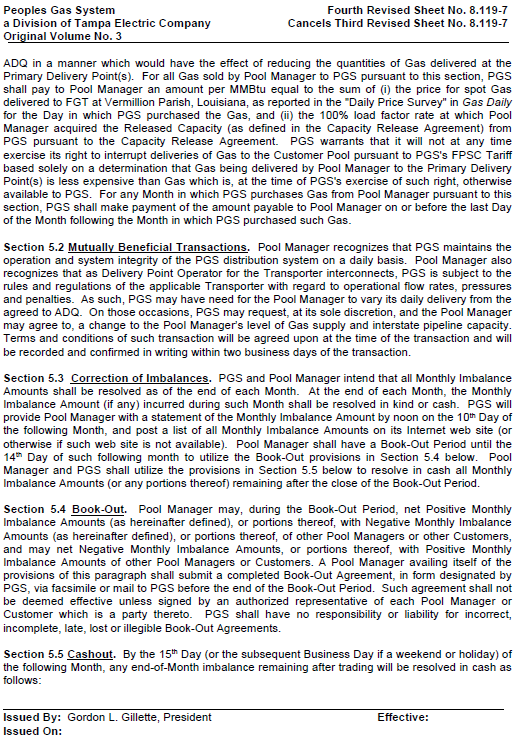 Peoples Gas System Fourth Revised Sheet No. 8.119-7
a Division of Tampa Electric Company Cancels Third Revised Sheet No. 8.119-7
Original Volume No. 3
ADQ in a manner which would have the effect of reducing the quantities of Gas delivered at the
Primary Delivery Point(s). For all Gas sold by Pool Manager to PGS pursuant to this section, PGS
shall pay to Pool Manager an amount per MMBtu equal to the sum of (i) the price for spot Gas
delivered to FGT at Vermillion Parish, Louisiana, as reported in the "Daily Price Survey" in Gas Daily
for the Day in which PGS purchased the Gas, and (ii) the 100% load factor rate at which Pool
Manager acquired the Released Capacity (as defined in the Capacity Release Agreement) from
PGS pursuant to the Capacity Release Agreement. PGS warrants that it will not at any time
exercise its right to interrupt deliveries of Gas to the Customer Pool pursuant to PGS's FPSC Tariff
based solely on a determination that Gas being delivered by Pool Manager to the Primary Delivery
Point(s) is less expensive than Gas which is, at the time of PGS's exercise of such right, otherwise
available to PGS. For any Month in which PGS purchases Gas from Pool Manager pursuant to this
section, PGS shall make payment of the amount payable to Pool Manager on or before the last Day
of the Month following the Month in which PGS purchased such Gas.
Section 5.2 Mutually Beneficial Transactions. Pool Manager recognizes that PGS maintains the
operation and system integrity of the PGS distribution system on a daily basis. Pool Manager also
recognizes that as Delivery Point Operator for the Transporter interconnects, PGS is subject to the
rules and regulations of the applicable Transporter with regard to operational flow rates, pressures
and penalties. As such, PGS may have need for the Pool Manager to vary its daily delivery from the
agreed to ADQ. On those occasions, PGS may request, at its sole discretion, and the Pool Manager
may agree to, a change to the Pool Manager's level of Gas supply and interstate pipeline capacity.
Terms and conditions of such transaction will be agreed upon at the time of the transaction and will
be recorded and confirmed in writing within two business days of the transaction.
Section 5.3 Correction of Imbalances. PGS and Pool Manager intend that all Monthly Imbalance
Amounts shall be resolved as of the end of each Month. At the end of each Month, the Monthly
Imbalance Amount (if any) incurred during such Month shall be resolved in kind or cash. PGS will
provide Pool Manager with a statement of the Monthly Imbalance Amount by noon on the 10th Day of
the following Month, and post a list of all Monthly Imbalance Amounts on its Internet web site (or
otherwise if such web site is not available). Pool Manager shall have a Book-Out Period until the
14th Day of such following month to utilize the Book-Out provisions in Section 5.4 below. Pool
Manager and PGS shall utilize the provisions in Section 5.5 below to resolve in cash all Monthly
Imbalance Amounts (or any portions thereof) remaining after the close of the Book-Out Period.
Section 5.4 Book-Out. Pool Manager may, during the Book-Out Period, net Positive Monthly
Imbalance Amounts (as hereinafter defined), or portions thereof, with Negative Monthly Imbalance
Amounts (as hereinafter defined), or portions thereof, of other Pool Managers or other Customers,
and may net Negative Monthly Imbalance Amounts, or portions thereof, with Positive Monthly
Imbalance Amounts of other Pool Managers or Customers. A Pool Manager availing itself of the
provisions of this paragraph shall submit a completed Book-Out Agreement, in form designated by
PGS, via facsimile or mail to PGS before the end of the Book-Out Period. Such agreement shall not
be deemed effective unless signed by an authorized representative of each Pool Manager or
Customer which is a party thereto. PGS shall have no responsibility or liability for incorrect,
incomplete, late, lost or illegible Book-Out Agreements.
Section 5.5 Cashout. By the 15th Day (or the subsequent Business Day if a weekend or holiday) of
the following Month, any end-of-Month imbalance remaining after trading will be resolved in cash as
follows:
Issued By: Gordon L. Gillette, President Effective:
Issued On: